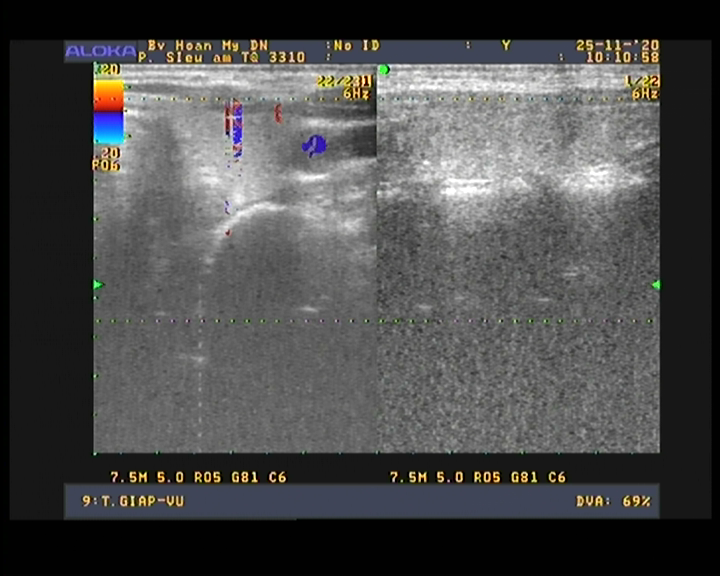 ALOKA Bv Hoan My DN :No ID : Y 25-11-'20
P. Sieu am TQ 3310 : : 10:10:58
20 22/231 1/22
6Hz 6Hz
20
7.5M 5.0 R05 G81 C6 7.5M 5.0 R05 G81 C6
9:T.GIAP-VU DVA: 69%